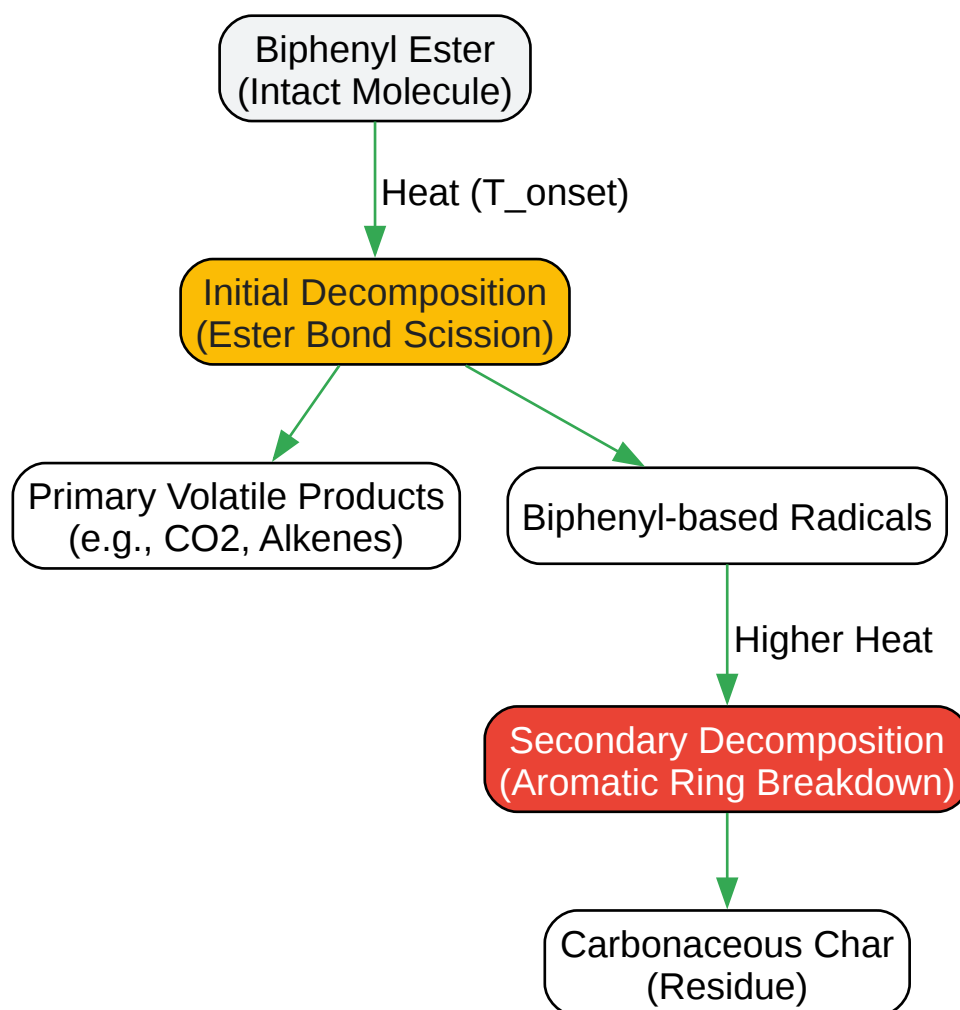 Biphenyl Ester
(Intact Molecule)
Heat (T_onset)
Initial Decomposition
(Ester Bond Scission)
Primary Volatile Products
(e.g., CO2, Alkenes)
Biphenyl-based Radicals
Higher Heat
Secondary Decomposition
(Aromatic Ring Breakdown)
Carbonaceous Char
(Residue)